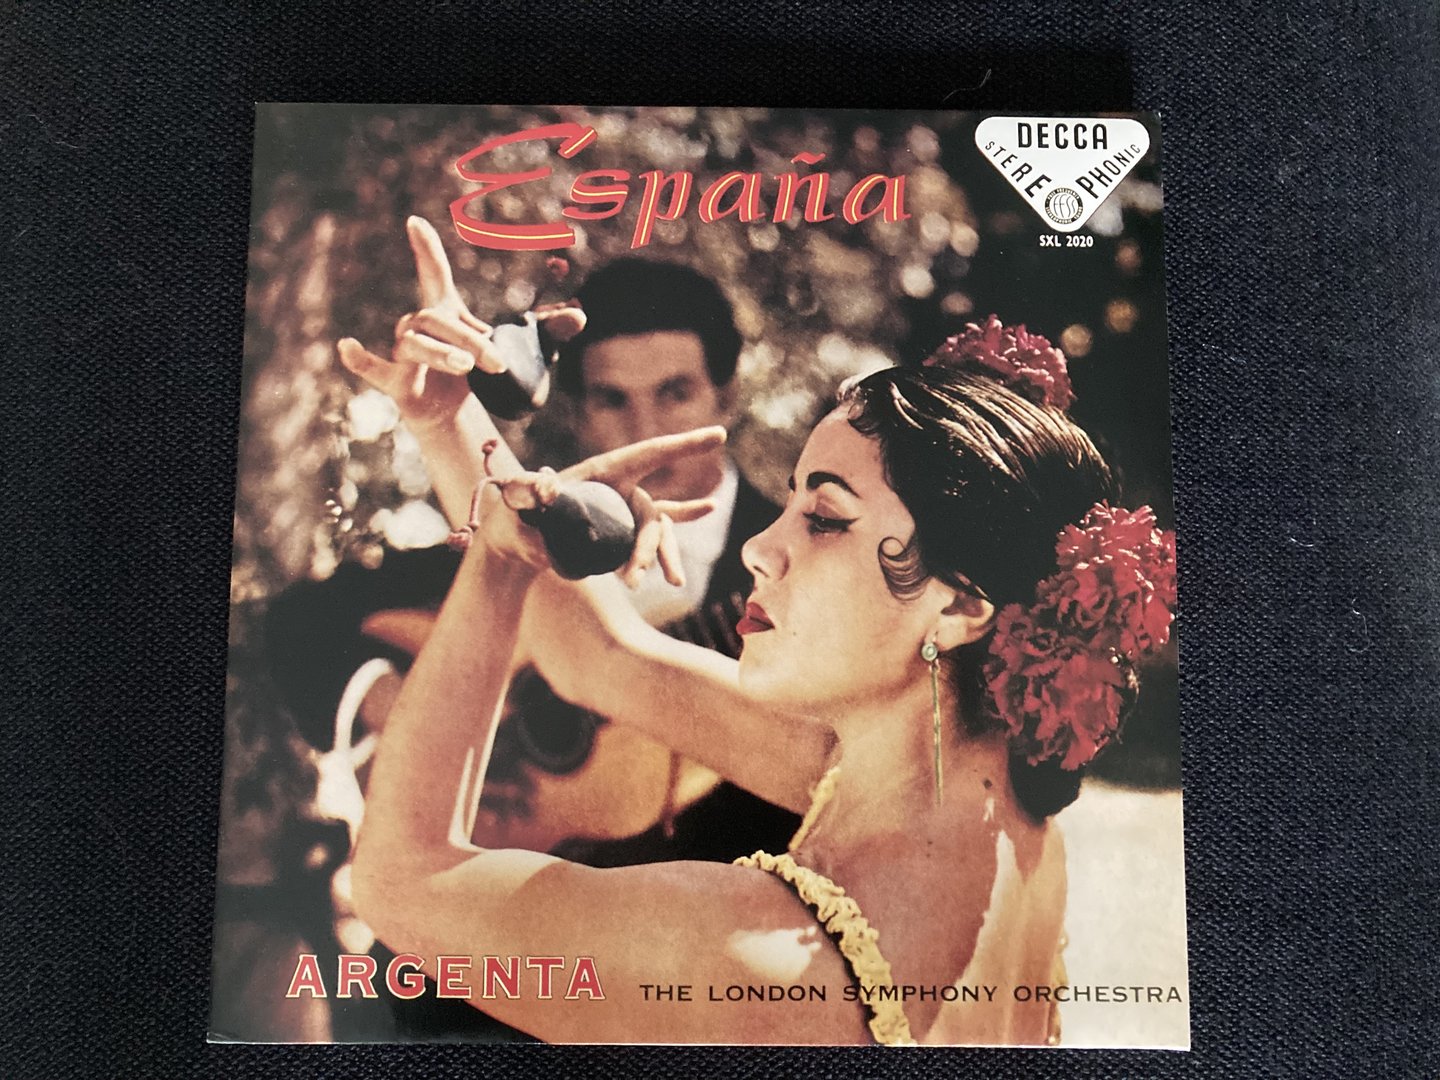 España
DECCA
STEREOPHONIC
SXL 2020
ARGENTA THE LONDON SYMPHONY ORCHESTRA